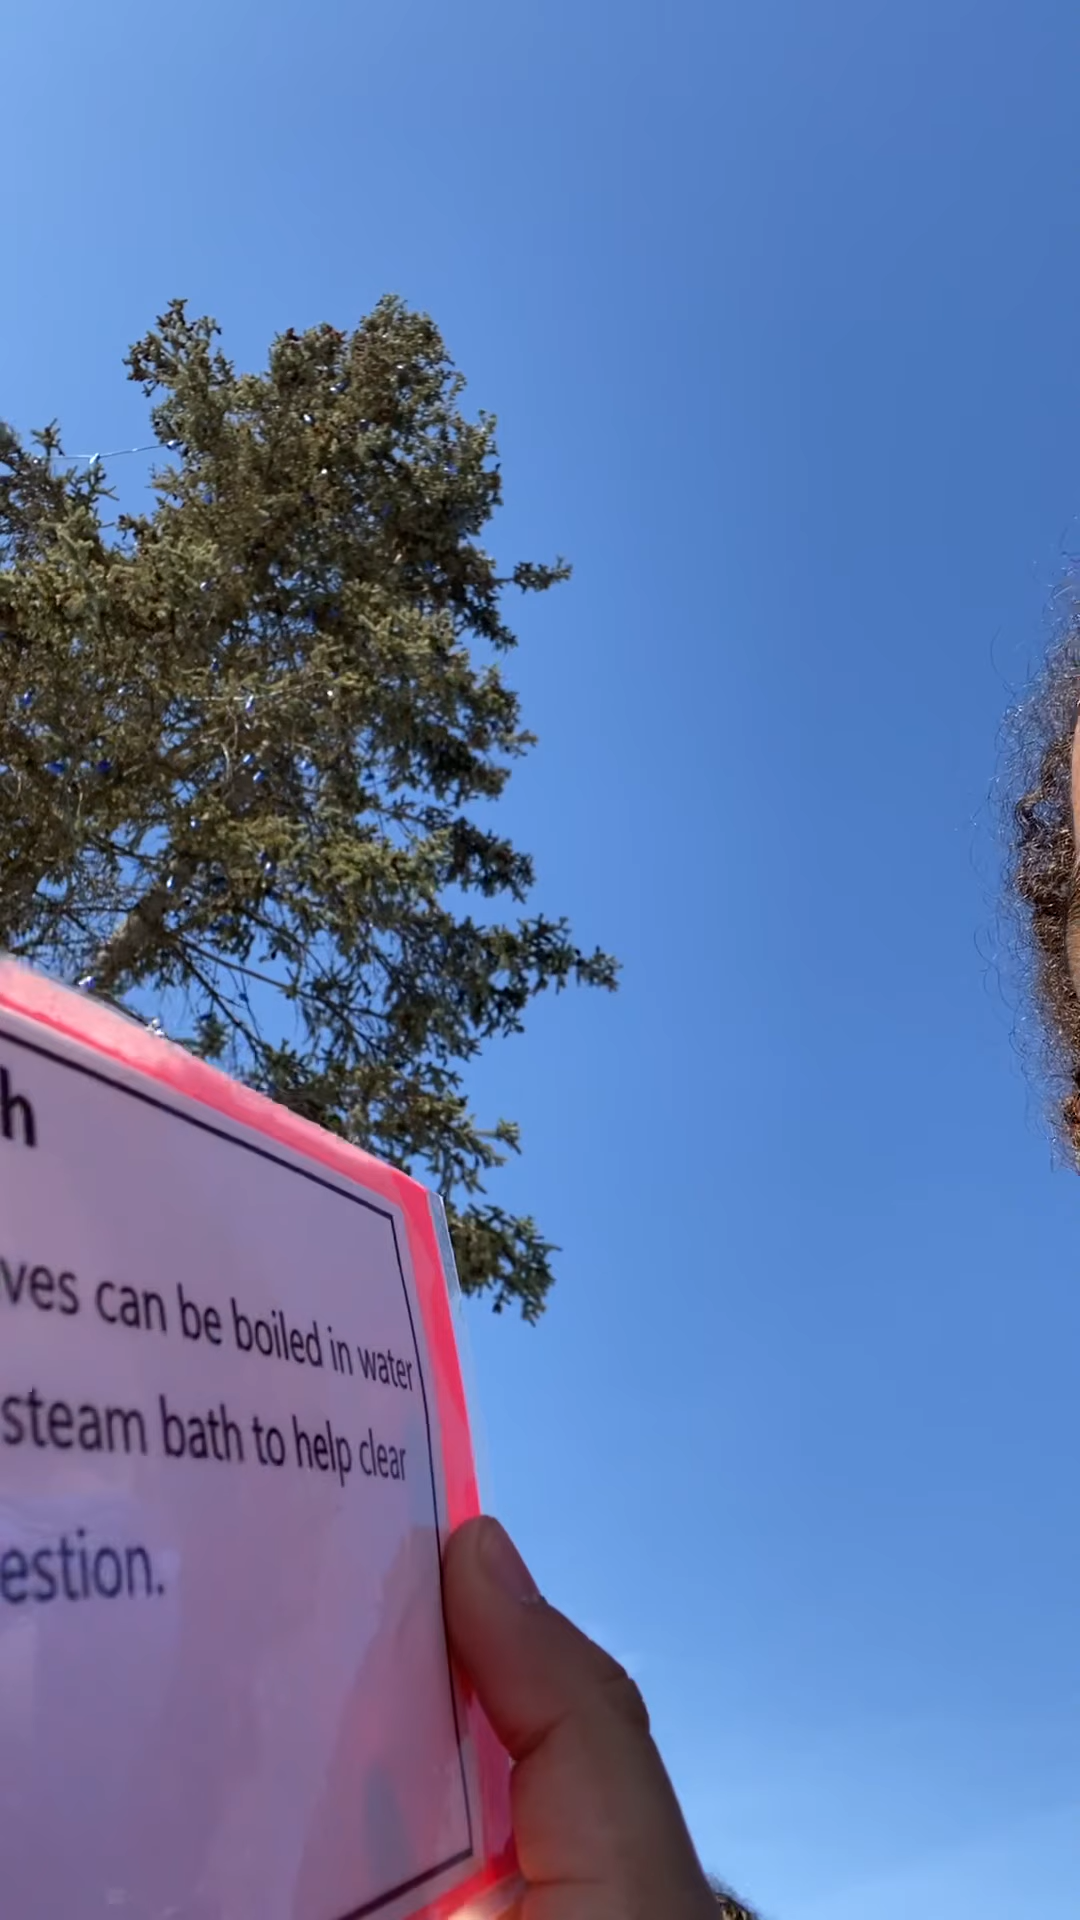 h
ves can be boiled in water
steam bath to help clear
estion.